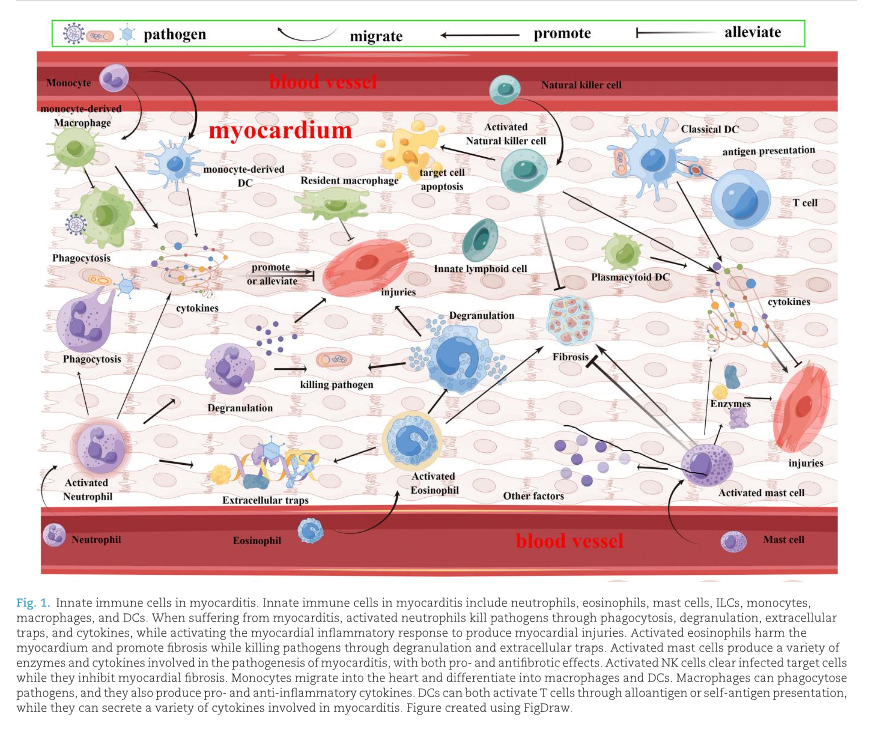 pathogen
migrate
promote
alleviate
blood vessel
Monocyte
Natural killer cell
monocyte-derived
Macrophage
myocardium
Activated
Natural killer cell
Classical DC
antigen presentation
target cell
apoptosis
monocyte-derived
DC
Resident macrophage
T cell
Phagocytosis
promote
or alleviate
Innate lymphoid cell
Plasmacytoid DC
injuries
cytokines
cytokines
Degranulation
Phagocytosis
Fibrosis
killing pathogen
Degranulation
Enzymes
injuries
Activated
Neutrophil
Extracellular traps
Activated
Eosinophil
Other factors
Activated mast cell
Neutrophil
Eosinophil
blood vessel
Mast cell
Fig. 1. Innate immune cells in myocarditis. Innate immune cells in myocarditis include neutrophils, eosinophils, mast cells, ILCs, monocytes,
macrophages, and DCs. When suffering from myocarditis, activated neutrophils kill pathogens through phagocytosis, degranulation, extracellular
traps, and cytokines, while activating the myocardial inflammatory response to produce myocardial injuries. Activated eosinophils harm the
myocardium and promote fibrosis while killing pathogens through degranulation and extracellular traps. Activated mast cells produce a variety of
enzymes and cytokines involved in the pathogenesis of myocarditis, with both pro- and antifibrotic effects. Activated NK cells clear infected target cells
while they inhibit myocardial fibrosis. Monocytes migrate into the heart and differentiate into macrophages and DCs. Macrophages can phagocytose
pathogens, and they also produce pro- and anti-inflammatory cytokines. DCs can both activate T cells through alloantigen or self-antigen presentation,
while they can secrete a variety of cytokines involved in myocarditis. Figure created using FigDraw.